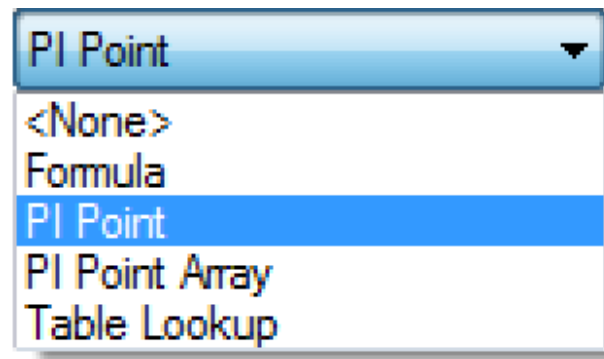 PI Point
<None>
Formula
PI Point
PI Point Array
Table Lookup